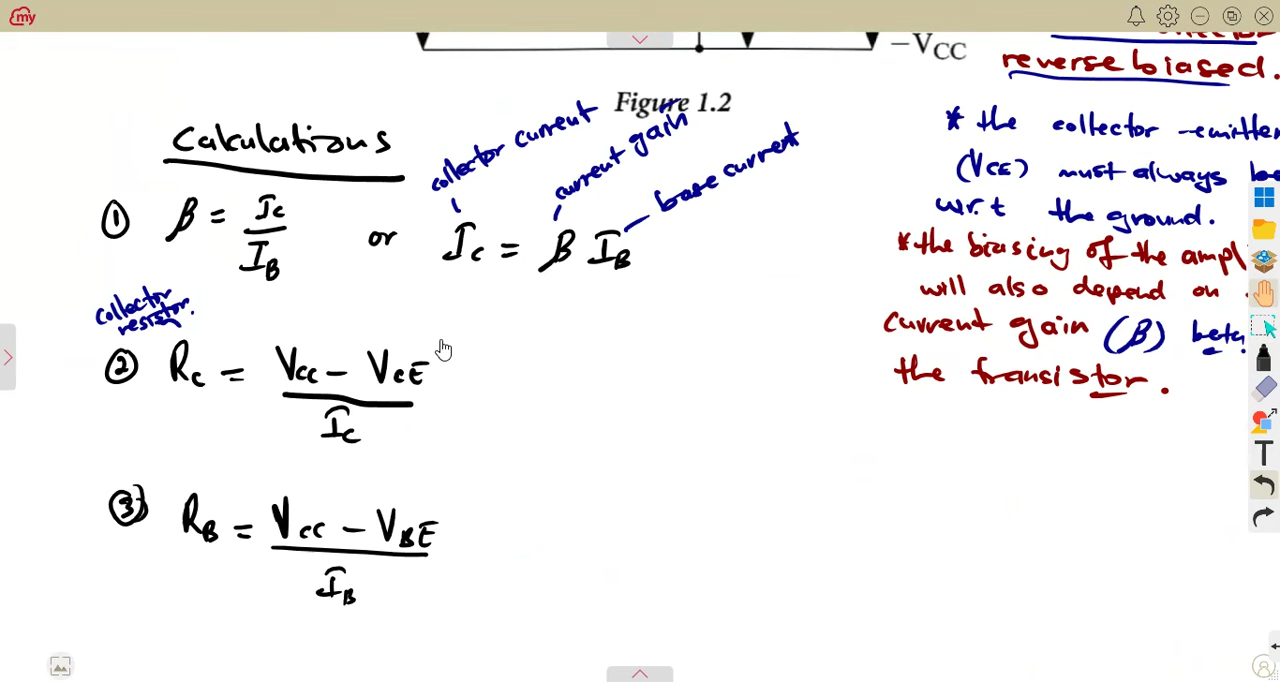 my
−VCC
reverse biased.
Figure 1.2
Calculations
collector current
current gain
base current
① β = IC / IB or IC = β IB
* the collector-emitter
(VCE) must always be
w.r.t the ground.
* the biasing of the ampl
will also depend on
current gain (β) beta
the transistor.
collector
resistor.
② RC = VCC − VCE / IC
③ RB = VCC − VBE / IB
T